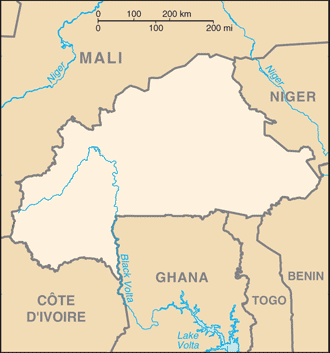 0 100 200 km
0 100 200 mi
MALI
Niger
Niger
NIGER
Black Volta
GHANA
BENIN
TOGO
CÔTE
D'IVOIRE
Lake
Volta